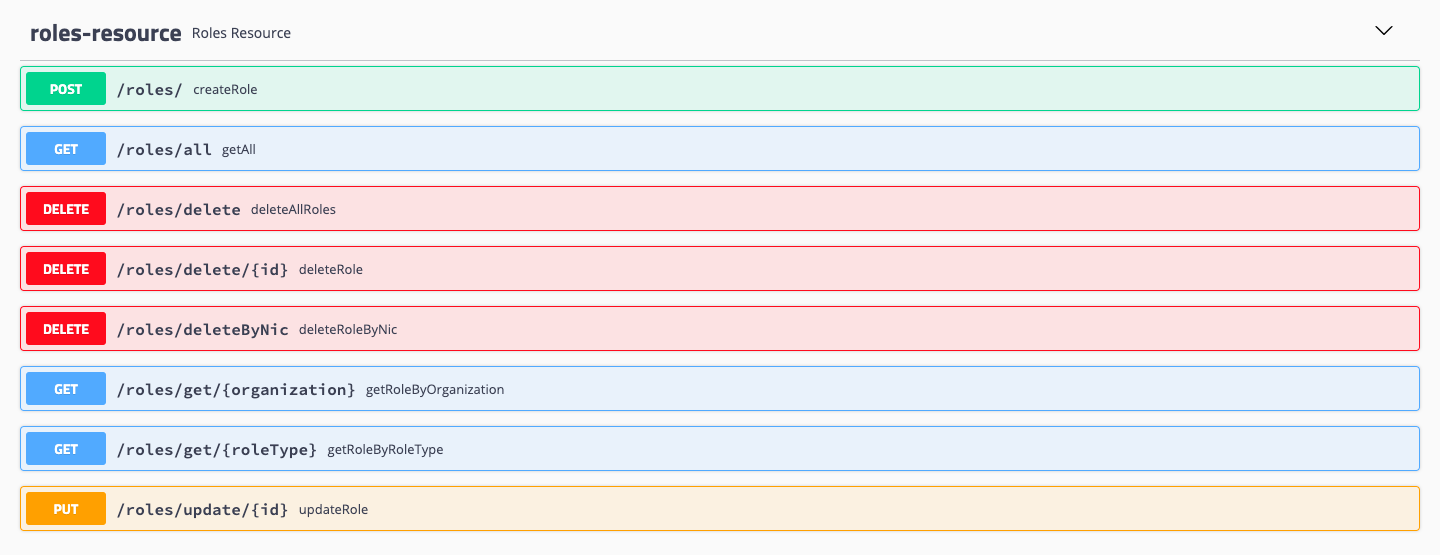 roles-resource Roles Resource
POST /roles/ createRole
GET /roles/all getAll
DELETE /roles/delete deleteAllRoles
DELETE /roles/delete/{id} deleteRole
DELETE /roles/deleteByNic deleteRoleByNic
GET /roles/get/{organization} getRoleByOrganization
GET /roles/get/{roleType} getRoleByRoleType
PUT /roles/update/{id} updateRole